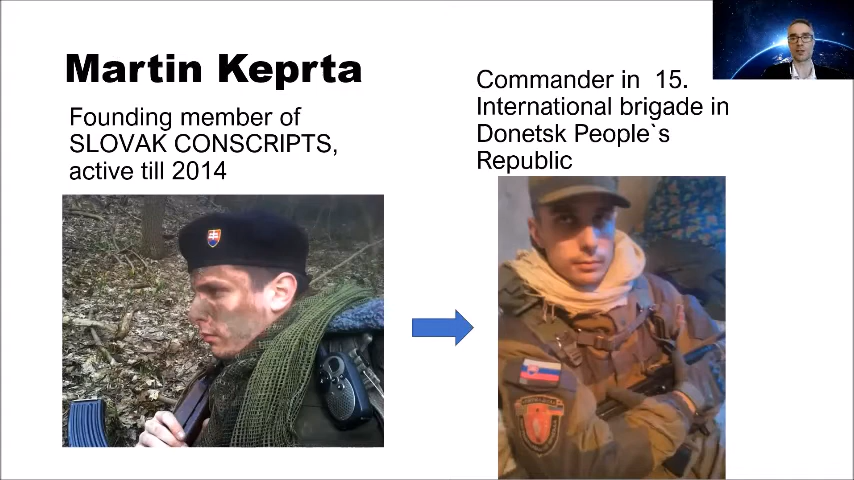 Martin Keprta
Founding member of
SLOVAK CONSCRIPTS,
active till 2014
Commander in 15.
International brigade in
Donetsk People`s
Republic